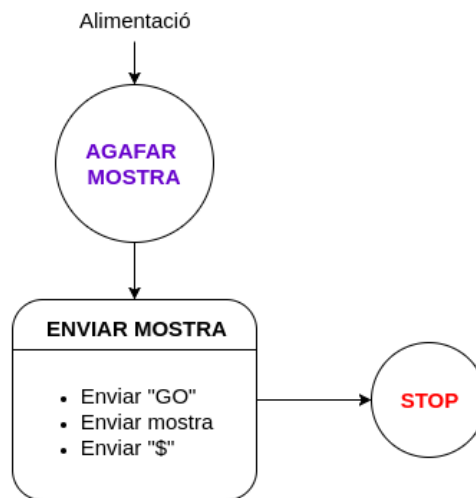 Alimentació
AGAFAR
MOSTRA
ENVIAR MOSTRA
• Enviar "GO"
• Enviar mostra
• Enviar "$"
STOP